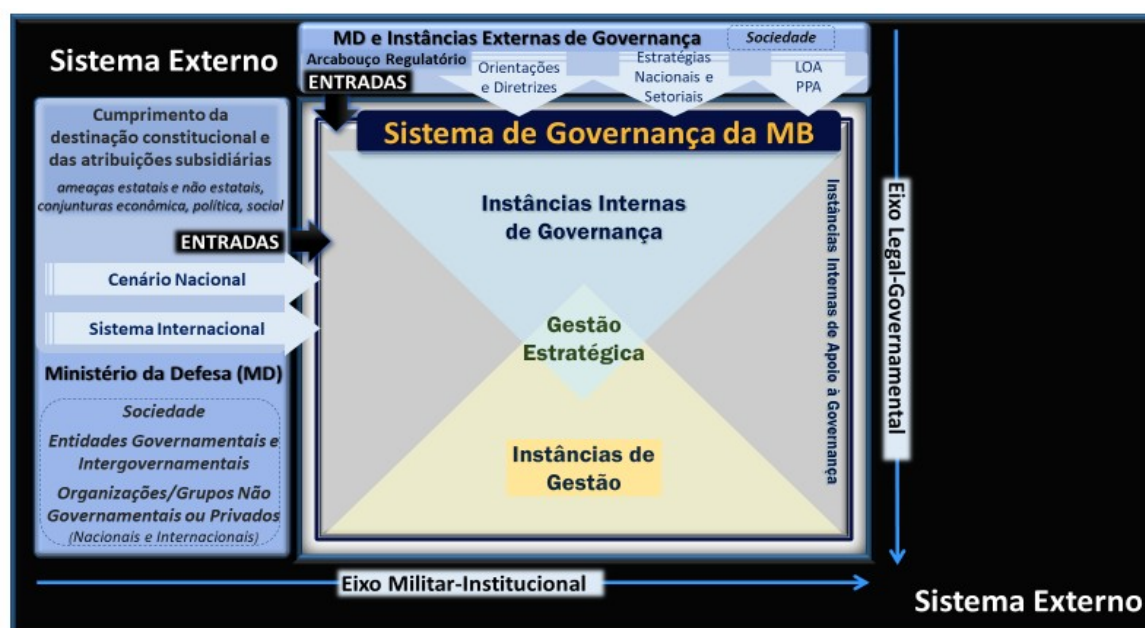 Sistema Externo
MD e Instâncias Externas de Governança
Sociedade
Arcabouço Regulatório
ENTRADAS
Orientações
e Diretrizes
Estratégias
Nacionais e
Setoriais
LOA
PPA
Cumprimento da
destinação constitucional e
das atribuições subsidiárias
ameaças estatais e não estatais,
conjunturas econômica, política, social
ENTRADAS
Cenário Nacional
Sistema Internacional
Ministério da Defesa (MD)
Sociedade
Entidades Governamentais e
Intergovernamentais
Organizações/Grupos Não
Governamentais ou Privados
(Nacionais e Internacionais)
Sistema de Governança da MB
Instâncias Internas
de Governança
Gestão
Estratégica
Instâncias de
Gestão
Instâncias Internas de Apoio à Governança
Eixo Legal-Governamental
Eixo Militar-Institucional
Sistema Externo